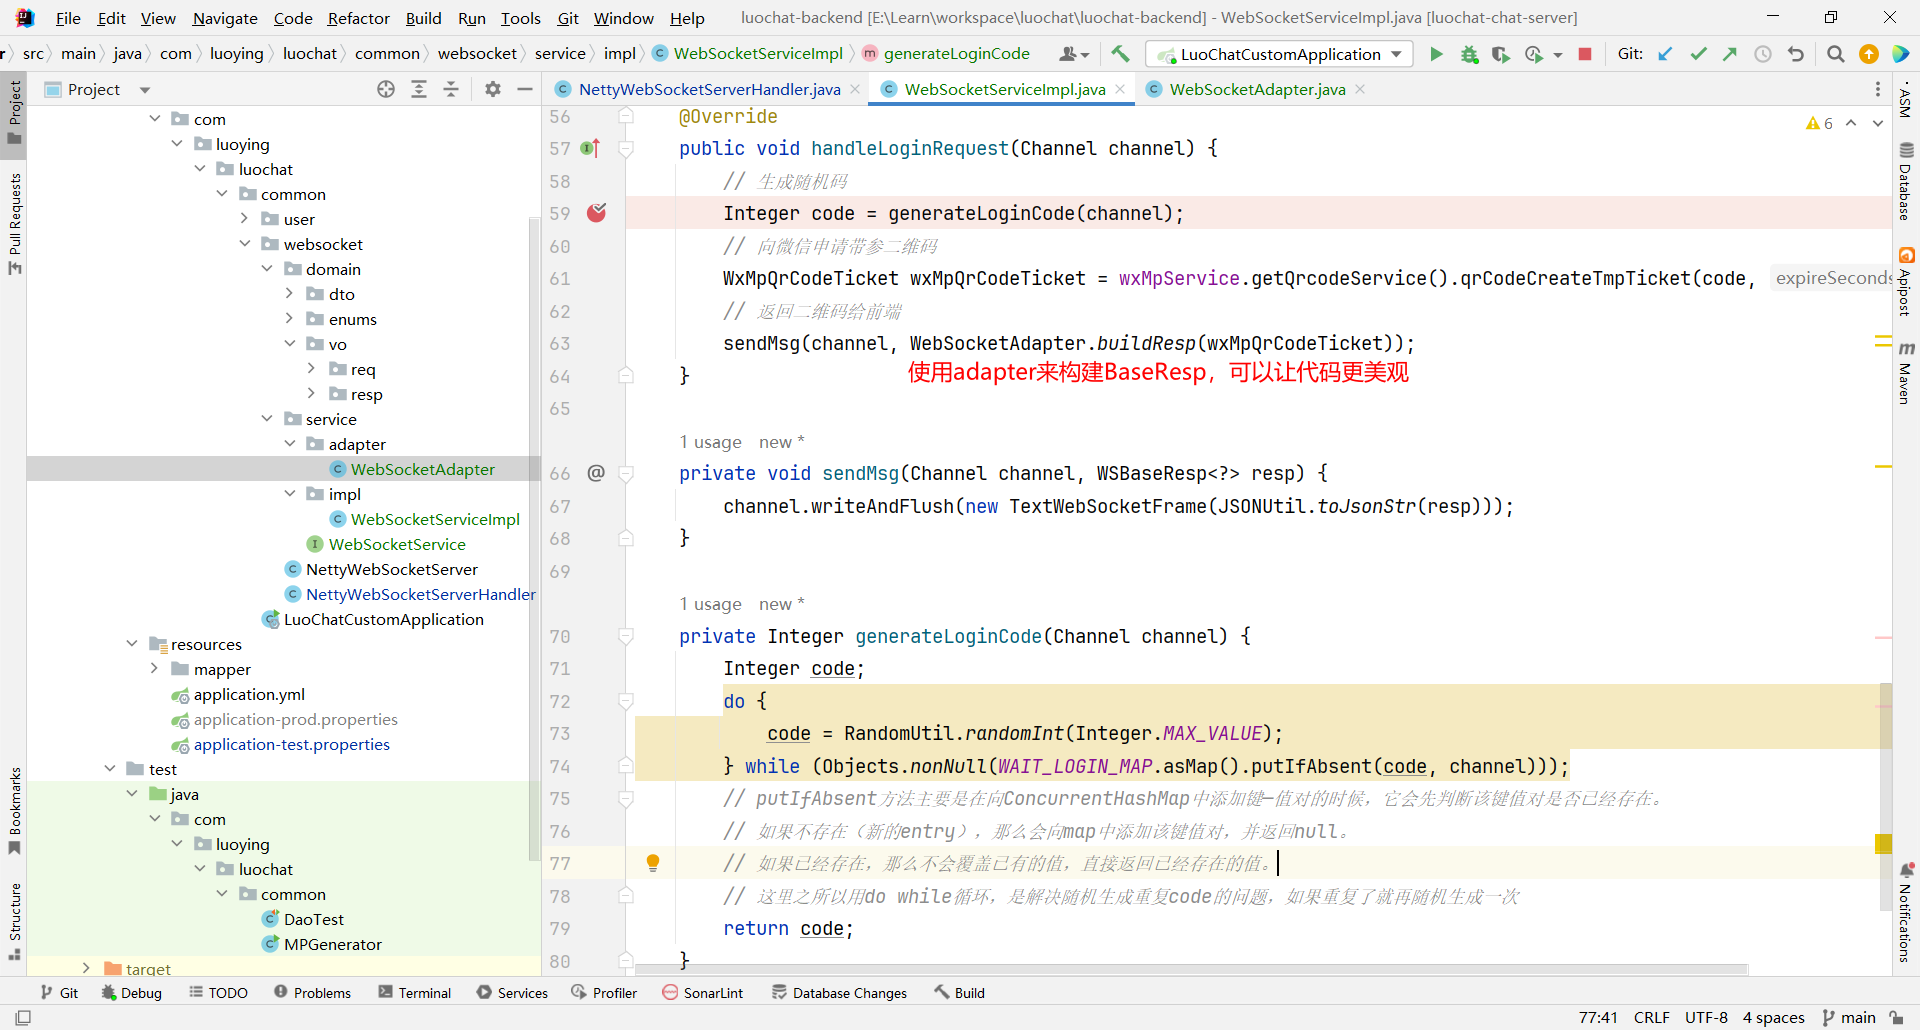 File Edit View Navigate Code Refactor Build Run Tools Git Window Help luochat-backend [E:\Learn\workspace\luochat\luochat-backend] - WebSocketServiceImpl.java [luochat-chat-server]
src main java com luoying luochat common websocket service impl WebSocketServiceImpl generateLoginCode LuoChatCustomApplication Git:
Project
NettyWebSocketServerHandler.java WebSocketServiceImpl.java WebSocketAdapter.java
Project
Pull Requests
Bookmarks
Structure
com
luoying
luochat
common
user
websocket
domain
dto
enums
vo
req
resp
service
adapter
WebSocketAdapter
impl
WebSocketServiceImpl
WebSocketService
NettyWebSocketServer
NettyWebSocketServerHandler
LuoChatCustomApplication
resources
mapper
application.yml
application-prod.properties
application-test.properties
test
java
com
luoying
luochat
common
DaoTest
MPGenerator
target
6
56 @Override
57 public void handleLoginRequest(Channel channel) {
58 // 生成随机码
59 Integer code = generateLoginCode(channel);
60 // 向微信申请带参二维码
61 WxMpQrCodeTicket wxMpQrCodeTicket = wxMpService.getQrcodeService().qrCodeCreateTmpTicket(code, expireSeconds
62 // 返回二维码给前端
63 sendMsg(channel, WebSocketAdapter.buildResp(wxMpQrCodeTicket));
使用adapter来构建BaseResp，可以让代码更美观
64 }
65
1 usage new *
66 @ private void sendMsg(Channel channel, WSBaseResp<?> resp) {
67 channel.writeAndFlush(new TextWebSocketFrame(JSONUtil.toJsonStr(resp)));
68 }
69
1 usage new *
70 private Integer generateLoginCode(Channel channel) {
71 Integer code;
72 do {
73 code = RandomUtil.randomInt(Integer.MAX_VALUE);
74 } while (Objects.nonNull(WAIT_LOGIN_MAP.asMap().putIfAbsent(code, channel)));
75 // putIfAbsent方法主要是在向ConcurrentHashMap中添加键—值对的时候，它会先判断该键值对是否已经存在。
76 // 如果不存在（新的entry），那么会向map中添加该键值对，并返回null。
77 // 如果已经存在，那么不会覆盖已有的值，直接返回已经存在的值。
78 // 这里之所以用do while循环，是解决随机生成重复code的问题，如果重复了就再随机生成一次
79 return code;
80 }
ASM
Database
Apipost
Maven
Notifications
Git Debug TODO Problems Terminal Services Profiler SonarLint Database Changes Build
77:41 CRLF UTF-8 4 spaces main